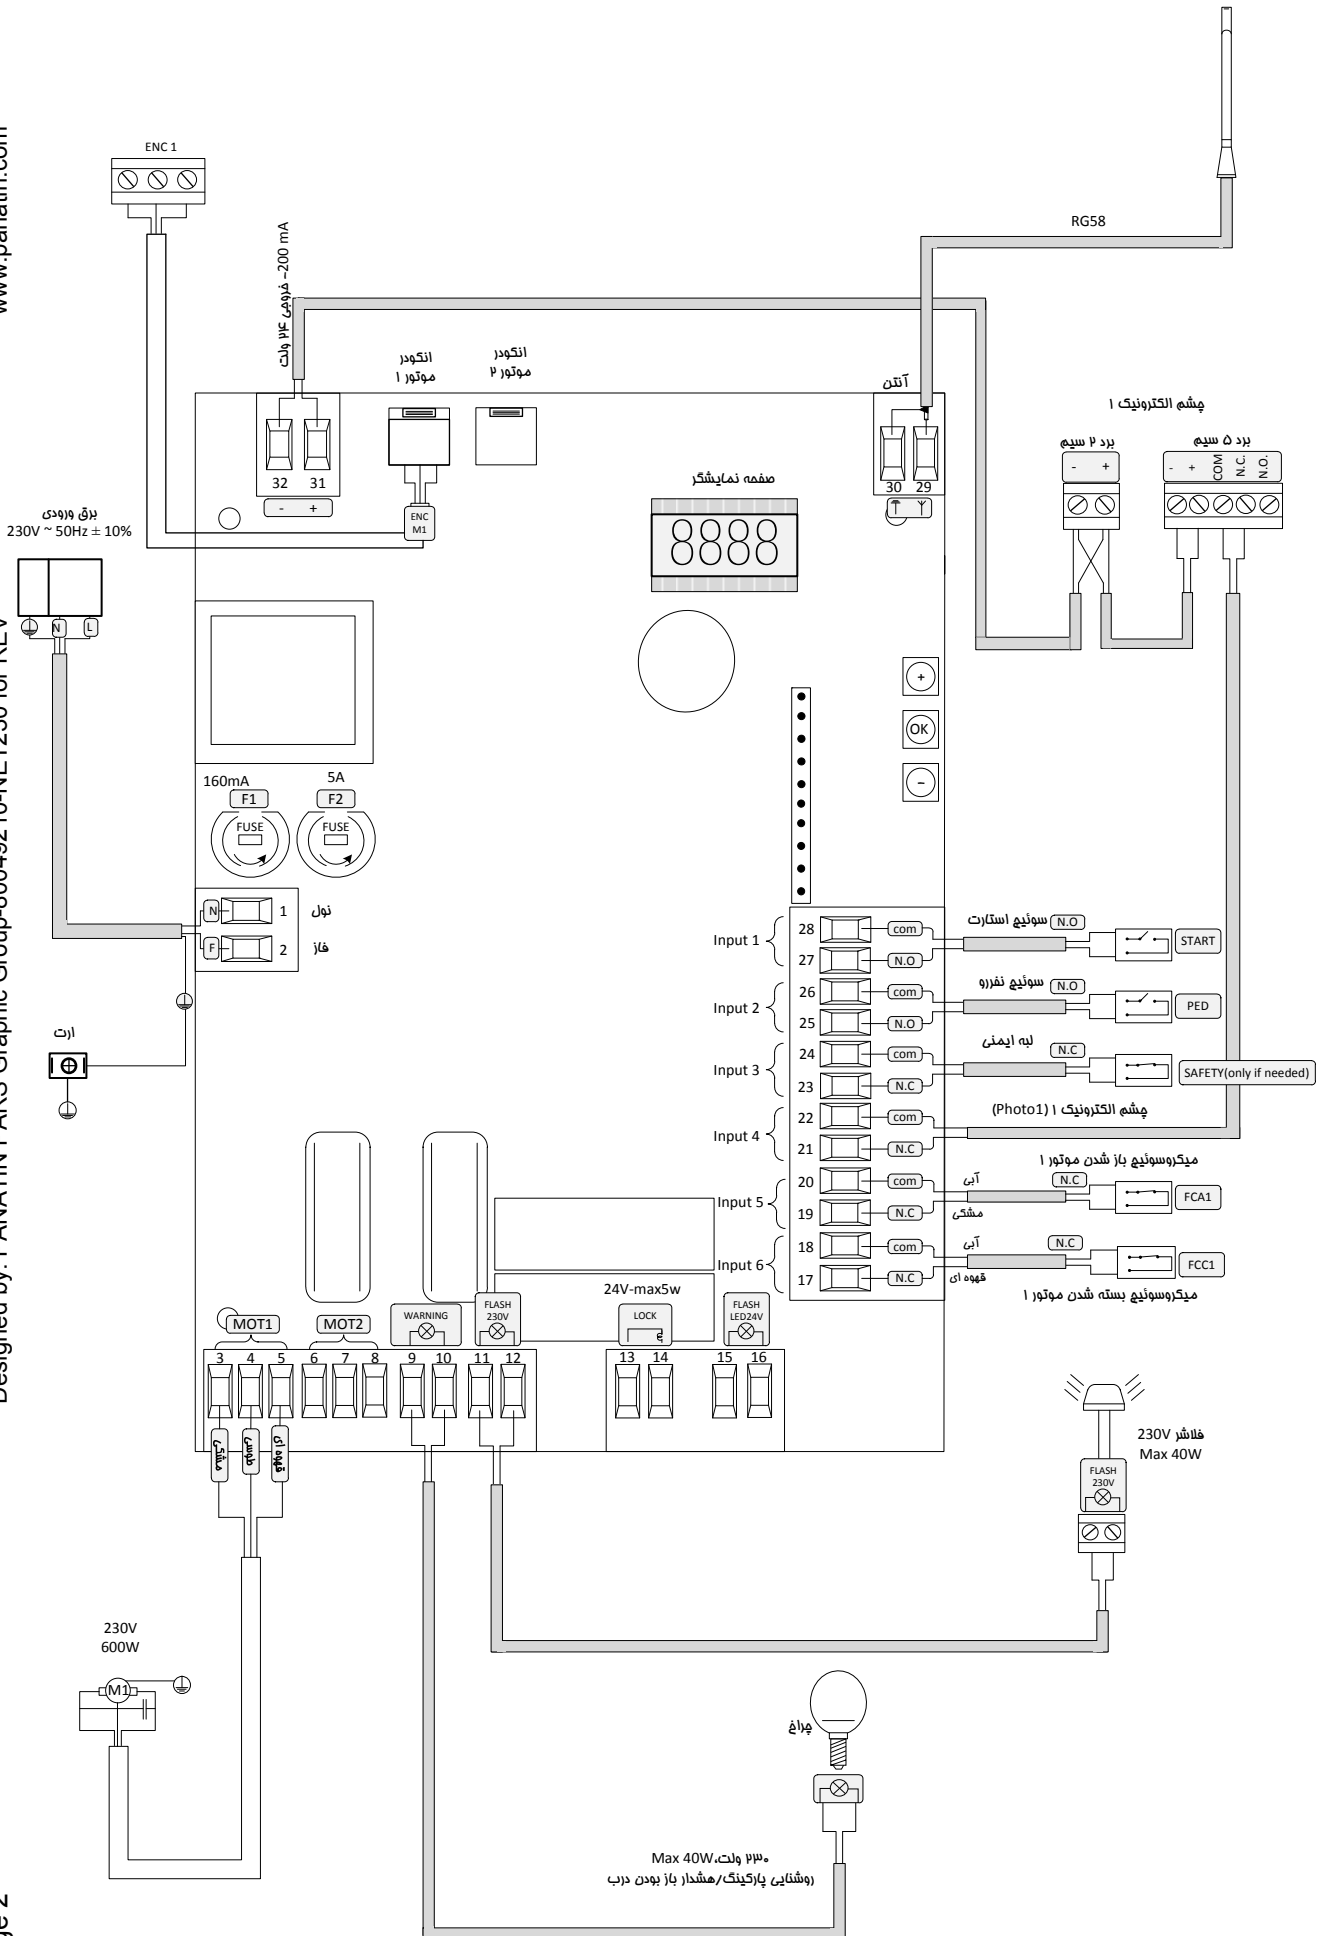 www.panatin.com
ENC 1
RG58
خروجی ۲۴ ولت ~200 mA
انکودر
موتور ۱
انکودر
موتور ۲
آنتن
چشم الکترونیک ۱
برد ۲ سیم
برد ۵ سیم
- +
- + COM N.C. N.O.
32 31
- +
ENC
M1
صفحه نمایشگر
8888
30 29
برق ورودی
230V ~ 50Hz ± 10%
N L
+
OK
-
160mA
5A
F1
F2
FUSE
FUSE
N 1 نول
F 2 فاز
ارت
Input 1
28 com
27 N.O
سوئیچ استارت N.O
START
Input 2
26 com
25 N.O
سوئیچ نفررو N.O
PED
Input 3
24 com
23 N.C
لبه ایمنی N.C
SAFETY(only if needed)
Input 4
22 com
21 N.C
چشم الکترونیک ۱ (Photo1)
Input 5
20 com
19 N.C
میکروسوئیچ باز شدن موتور ۱
آبی
مشکی
N.C
FCA1
Input 6
18 com
17 N.C
آبی
قهوه ای
N.C
FCC1
میکروسوئیچ بسته شدن موتور ۱
MOT1
MOT2
WARNING
FLASH
230V
24V-max5w
LOCK
FLASH
LED24V
3 4 5 6 7 8 9 10 11 12 13 14 15 16
مشکی
طوسی
قهوه ای
فلاشر 230V
Max 40W
FLASH
230V
230V
600W
M1
چراغ
۲۳۰ ولت،Max 40W
روشنایی پارکینگ/هشدار باز بودن درب